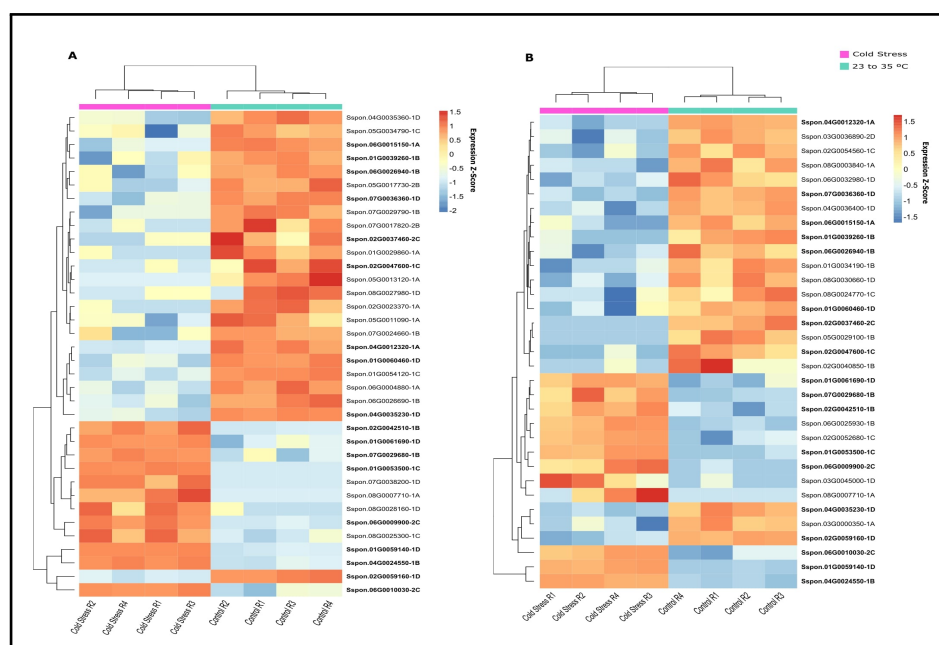 A
1.5
1
0.5
0
-0.5
-1
-1.5
-2
Expression Z-Score
Sspon.04G0035360-1D
Sspon.05G0034790-1C
Sspon.06G0015150-1A
Sspon.01G0039260-1B
Sspon.06G0026940-1B
Sspon.05G0017730-2B
Sspon.07G0036360-1D
Sspon.07G0029790-1B
Sspon.07G0017820-2B
Sspon.02G0037460-2C
Sspon.01G0029860-1A
Sspon.02G0047600-1C
Sspon.05G0013120-1A
Sspon.08G0027980-1D
Sspon.02G0023370-1A
Sspon.05G0011090-1A
Sspon.07G0024660-1B
Sspon.04G0012320-1A
Sspon.01G0060460-1D
Sspon.01G0054120-1C
Sspon.06G0004880-1A
Sspon.06G0026690-1B
Sspon.04G0035230-1D
Sspon.02G0042510-1B
Sspon.01G0061690-1D
Sspon.07G0029680-1B
Sspon.01G0053500-1C
Sspon.07G0038200-1D
Sspon.08G0007710-1A
Sspon.08G0028160-1D
Sspon.06G0009900-2C
Sspon.08G0025300-1C
Sspon.01G0059140-1D
Sspon.04G0024550-1B
Sspon.02G0059160-1D
Sspon.06G0010030-2C
Cold Stress R2
Cold Stress R4
Cold Stress R1
Cold Stress R3
Control R2
Control R1
Control R3
Control R4
B
Cold Stress
23 to 35 ºC
1.5
1
0.5
0
-0.5
-1
-1.5
Expression Z-Score
Sspon.04G0012320-1A
Sspon.03G0036890-2D
Sspon.02G0054560-1C
Sspon.08G0003840-1A
Sspon.06G0032980-1D
Sspon.07G0036360-1D
Sspon.04G0036400-1D
Sspon.06G0015150-1A
Sspon.01G0039260-1B
Sspon.06G0026940-1B
Sspon.01G0034190-1B
Sspon.08G0030660-1D
Sspon.08G0024770-1C
Sspon.01G0060460-1D
Sspon.02G0037460-2C
Sspon.05G0029100-1B
Sspon.02G0047600-1C
Sspon.02G0040850-1B
Sspon.01G0061690-1D
Sspon.07G0029680-1B
Sspon.02G0042510-1B
Sspon.06G0025930-1B
Sspon.02G0052680-1C
Sspon.01G0053500-1C
Sspon.06G0009900-2C
Sspon.03G0045000-1D
Sspon.08G0007710-1A
Sspon.04G0035230-1D
Sspon.03G0000350-1A
Sspon.02G0059160-1D
Sspon.06G0010030-2C
Sspon.01G0059140-1D
Sspon.04G0024550-1B
Cold Stress R1
Cold Stress R2
Cold Stress R4
Cold Stress R3
Control R4
Control R1
Control R2
Control R3